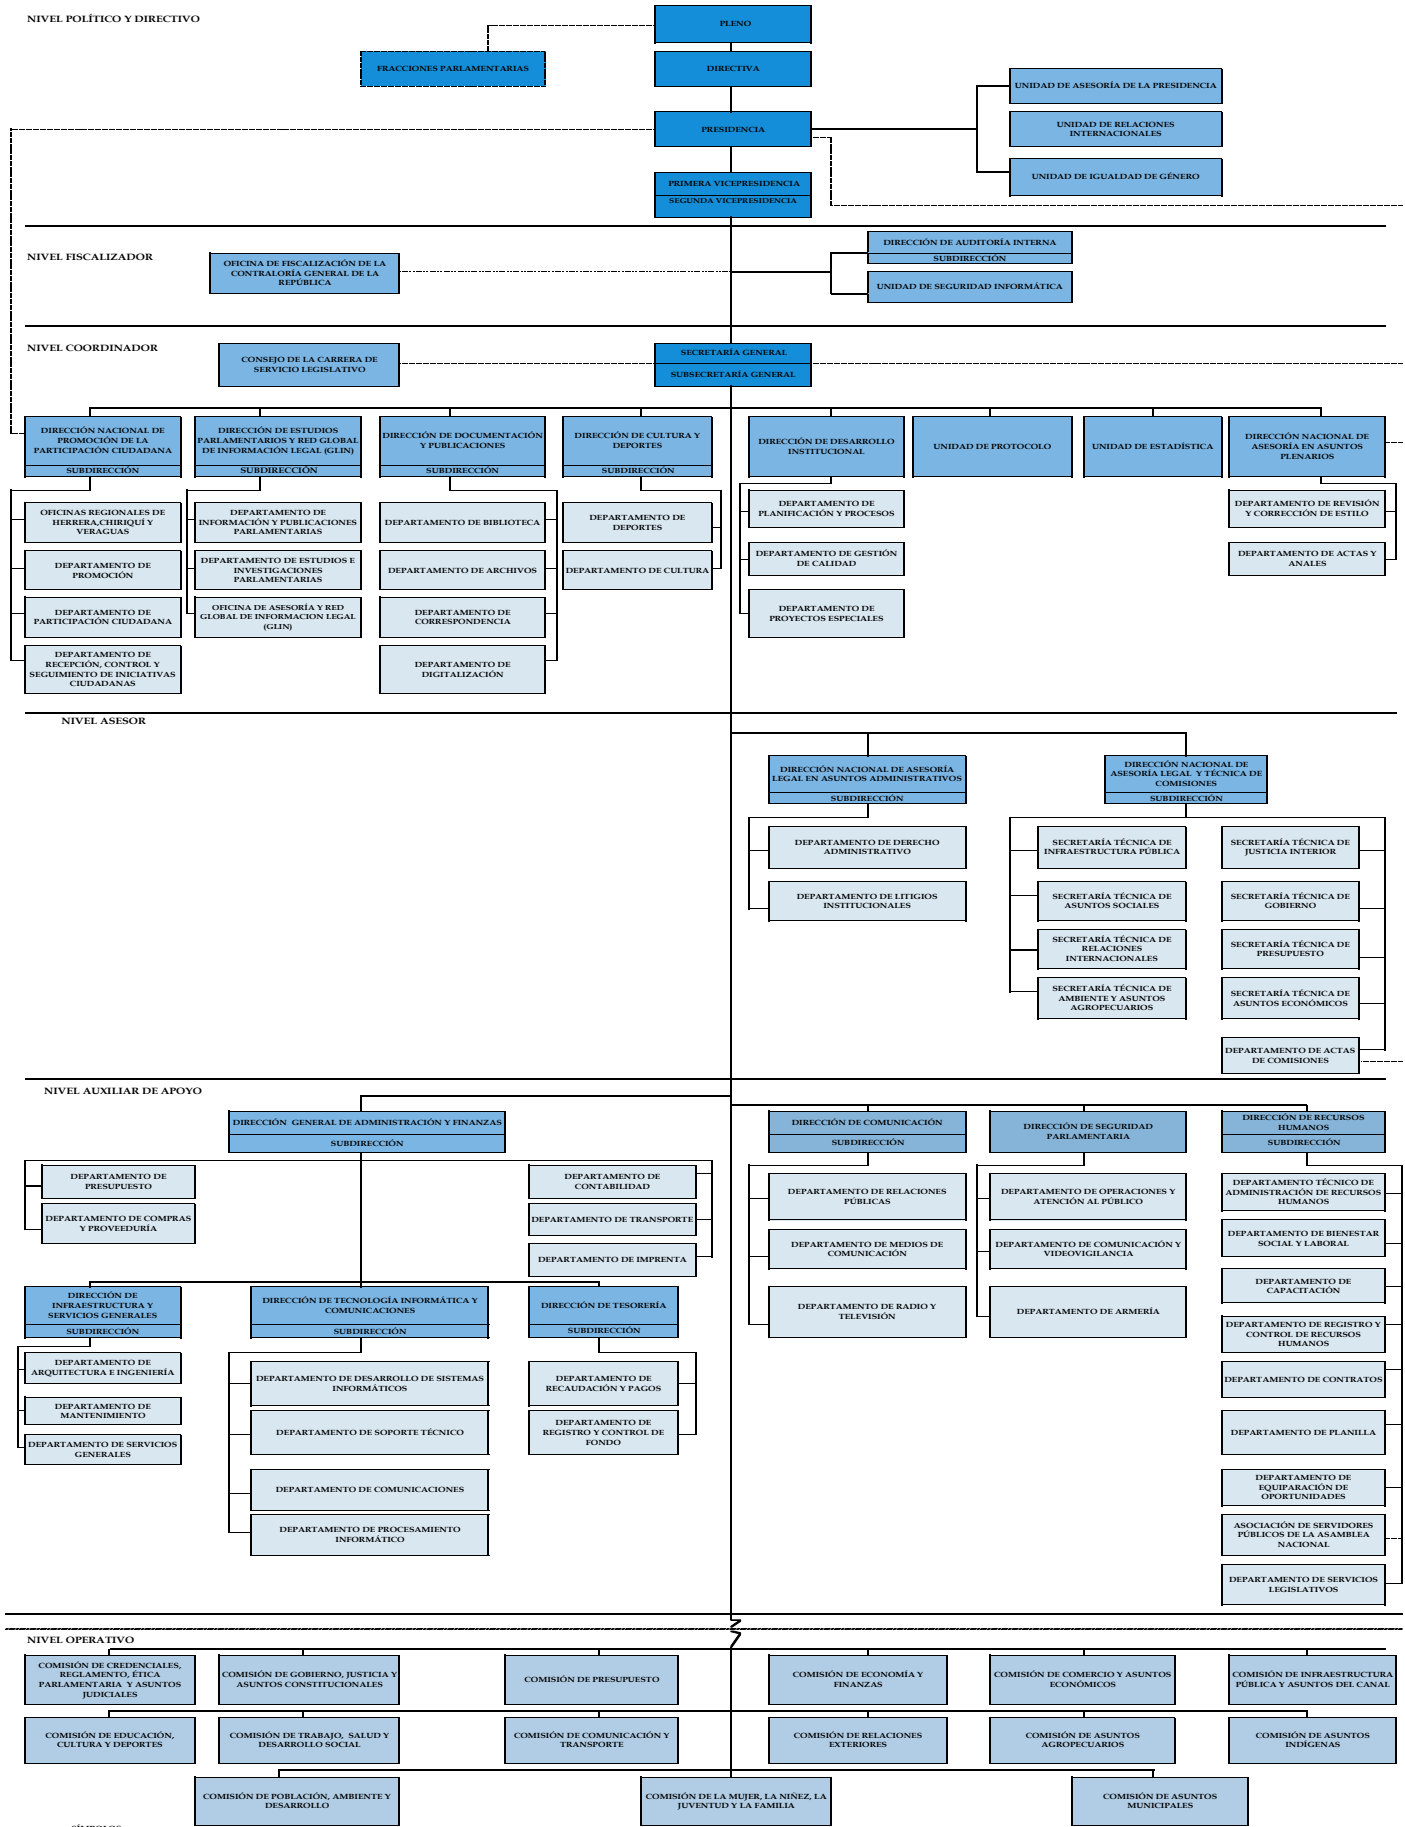 NIVEL POLÍTICO Y DIRECTIVO
PLENO
FRACCIONES PARLAMENTARIAS
DIRECTIVA
UNIDAD DE ASESORÍA DE LA PRESIDENCIA
PRESIDENCIA
UNIDAD DE RELACIONES
INTERNACIONALES
UNIDAD DE IGUALDAD DE GÉNERO
PRIMERA VICEPRESIDENCIA
SEGUNDA VICEPRESIDENCIA
NIVEL FISCALIZADOR
OFICINA DE FISCALIZACIÓN DE LA
CONTRALORÍA GENERAL DE LA
REPÚBLICA
DIRECCIÓN DE AUDITORÍA INTERNA
SUBDIRECCIÓN
UNIDAD DE SEGURIDAD INFORMÁTICA
NIVEL COORDINADOR
CONSEJO DE LA CARRERA DE
SERVICIO LEGISLATIVO
SECRETARÍA GENERAL
SUBSECRETARÍA GENERAL
DIRECCIÓN NACIONAL DE
PROMOCIÓN DE LA
PARTICIPACIÓN CIUDADANA
SUBDIRECCIÓN
DIRECCIÓN DE ESTUDIOS
PARLAMENTARIOS Y RED GLOBAL
DE INFORMACIÓN LEGAL (GLIN)
SUBDIRECCIÓN
DIRECCIÓN DE DOCUMENTACIÓN
Y PUBLICACIONES
SUBDIRECCIÓN
DIRECCIÓN DE CULTURA Y
DEPORTES
SUBDIRECCIÓN
DIRECCIÓN DE DESARROLLO
INSTITUCIONAL
UNIDAD DE PROTOCOLO
UNIDAD DE ESTADÍSTICA
DIRECCIÓN NACIONAL DE
ASESORÍA EN ASUNTOS
PLENARIOS
SUBDIRECCIÓN
OFICINAS REGIONALES DE
HERRERA,CHIRIQUÍ Y
VERAGUAS
DEPARTAMENTO DE
PROMOCIÓN
DEPARTAMENTO DE
PARTICIPACIÓN CIUDADANA
DEPARTAMENTO DE
RECEPCIÓN, CONTROL Y
SEGUIMIENTO DE INICIATIVAS
CIUDADANAS
DEPARTAMENTO DE
INFORMACIÓN Y PUBLICACIONES
PARLAMENTARIAS
DEPARTAMENTO DE ESTUDIOS E
INVESTIGACIONES
PARLAMENTARIAS
OFICINA DE ASESORÍA Y RED
GLOBAL DE INFORMACION LEGAL
(GLIN)
DEPARTAMENTO DE BIBLIOTECA
DEPARTAMENTO DE ARCHIVOS
DEPARTAMENTO DE
CORRESPONDENCIA
DEPARTAMENTO DE
DIGITALIZACIÓN
DEPARTAMENTO DE
DEPORTES
DEPARTAMENTO DE CULTURA
DEPARTAMENTO DE
PLANIFICACIÓN Y PROCESOS
DEPARTAMENTO DE GESTIÓN
DE CALIDAD
DEPARTAMENTO DE
PROYECTOS ESPECIALES
DEPARTAMENTO DE REVISIÓN
Y CORRECCIÓN DE ESTILO
DEPARTAMENTO DE ACTAS Y
ANALES
NIVEL ASESOR
DIRECCIÓN NACIONAL DE ASESORÍA
LEGAL EN ASUNTOS ADMINISTRATIVOS
SUBDIRECCIÓN
DIRECCIÓN NACIONAL DE
ASESORÍA LEGAL Y TÉCNICA DE
COMISIONES
SUBDIRECCIÓN
DEPARTAMENTO DE DERECHO
ADMINISTRATIVO
DEPARTAMENTO DE LITIGIOS
INSTITUCIONALES
SECRETARÍA TÉCNICA DE
INFRAESTRUCTURA PÚBLICA
SECRETARÍA TÉCNICA DE
ASUNTOS SOCIALES
SECRETARÍA TÉCNICA DE
RELACIONES
INTERNACIONALES
SECRETARÍA TÉCNICA DE
AMBIENTE Y ASUNTOS
AGROPECUARIOS
SECRETARÍA TÉCNICA DE
JUSTICIA INTERIOR
SECRETARÍA TÉCNICA DE
GOBIERNO
SECRETARÍA TÉCNICA DE
PRESUPUESTO
SECRETARÍA TÉCNICA DE
ASUNTOS ECONÓMICOS
DEPARTAMENTO DE ACTAS
DE COMISIONES
NIVEL AUXILIAR DE APOYO
DIRECCIÓN GENERAL DE ADMINISTRACIÓN Y FINANZAS
SUBDIRECCIÓN
DIRECCIÓN DE COMUNICACIÓN
SUBDIRECCIÓN
DIRECCIÓN DE SEGURIDAD
PARLAMENTARIA
DIRECCIÓN DE RECURSOS
HUMANOS
SUBDIRECCIÓN
DEPARTAMENTO DE
PRESUPUESTO
DEPARTAMENTO DE COMPRAS
Y PROVEEDURÍA
DEPARTAMENTO DE
CONTABILIDAD
DEPARTAMENTO DE TRANSPORTE
DEPARTAMENTO DE IMPRENTA
DEPARTAMENTO DE RELACIONES
PÚBLICAS
DEPARTAMENTO DE MEDIOS DE
COMUNICACIÓN
DEPARTAMENTO DE RADIO Y
TELEVISIÓN
DEPARTAMENTO DE OPERACIONES Y
ATENCIÓN AL PÚBLICO
DEPARTAMENTO DE COMUNICACIÓN Y
VIDEOVIGILANCIA
DEPARTAMENTO DE ARMERÍA
DEPARTAMENTO TÉCNICO DE
ADMINISTRACIÓN DE RECURSOS
HUMANOS
DEPARTAMENTO DE BIENESTAR
SOCIAL Y LABORAL
DEPARTAMENTO DE
CAPACITACIÓN
DEPARTAMENTO DE REGISTRO Y
CONTROL DE RECURSOS
HUMANOS
DEPARTAMENTO DE CONTRATOS
DEPARTAMENTO DE PLANILLA
DEPARTAMENTO DE
EQUIPARACIÓN DE
OPORTUNIDADES
ASOCIACIÓN DE SERVIDORES
PÚBLICOS DE LA ASAMBLEA
NACIONAL
DEPARTAMENTO DE SERVICIOS
LEGISLATIVOS
DIRECCIÓN DE
INFRAESTRUCTURA Y
SERVICIOS GENERALES
SUBDIRECCIÓN
DIRECCIÓN DE TECNOLOGÍA INFORMÁTICA Y
COMUNICACIONES
SUBDIRECCIÓN
DIRECCIÓN DE TESORERÍA
SUBDIRECCIÓN
DEPARTAMENTO DE
ARQUITECTURA E INGENIERÍA
DEPARTAMENTO DE
MANTENIMIENTO
DEPARTAMENTO DE SERVICIOS
GENERALES
DEPARTAMENTO DE DESARROLLO DE SISTEMAS
INFORMÁTICOS
DEPARTAMENTO DE SOPORTE TÉCNICO
DEPARTAMENTO DE COMUNICACIONES
DEPARTAMENTO DE PROCESAMIENTO
INFORMÁTICO
DEPARTAMENTO DE
RECAUDACIÓN Y PAGOS
DEPARTAMENTO DE
REGISTRO Y CONTROL DE
FONDO
NIVEL OPERATIVO
COMISIÓN DE CREDENCIALES,
REGLAMENTO, ÉTICA
PARLAMENTARIA Y ASUNTOS
JUDICIALES
COMISIÓN DE GOBIERNO, JUSTICIA Y
ASUNTOS CONSTITUCIONALES
COMISIÓN DE PRESUPUESTO
COMISIÓN DE ECONOMÍA Y
FINANZAS
COMISIÓN DE COMERCIO Y ASUNTOS
ECONÓMICOS
COMISIÓN DE INFRAESTRUCTURA
PÚBLICA Y ASUNTOS DEL CANAL
COMISIÓN DE EDUCACIÓN,
CULTURA Y DEPORTES
COMISIÓN DE TRABAJO, SALUD Y
DESARROLLO SOCIAL
COMISIÓN DE COMUNICACIÓN Y
TRANSPORTE
COMISIÓN DE RELACIONES
EXTERIORES
COMISIÓN DE ASUNTOS
AGROPECUARIOS
COMISIÓN DE ASUNTOS
INDÍGENAS
COMISIÓN DE POBLACIÓN, AMBIENTE Y
DESARROLLO
COMISIÓN DE LA MUJER, LA NIÑEZ, LA
JUVENTUD Y LA FAMILIA
COMISIÓN DE ASUNTOS
MUNICIPALES
SÍMBOLOS